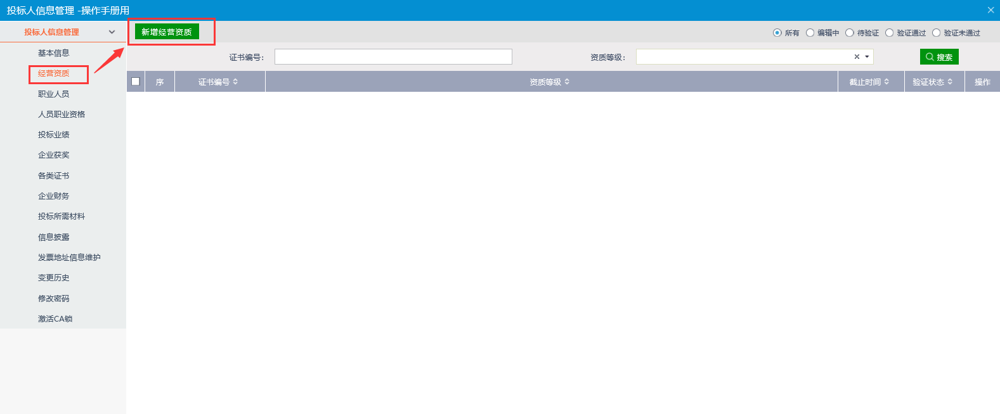 投标人信息管理 -操作手册用
投标人信息管理
基本信息
经营资质
职业人员
人员职业资格
投标业绩
企业获奖
各类证书
企业财务
投标所需材料
信息披露
发票地址信息维护
变更历史
修改密码
激活CA锁
新增经营资质
所有 编辑中 待验证 验证通过 验证未通过
证书编号： 资质等级： 搜索
序 证书编号 资质等级 截止时间 验证状态 操作